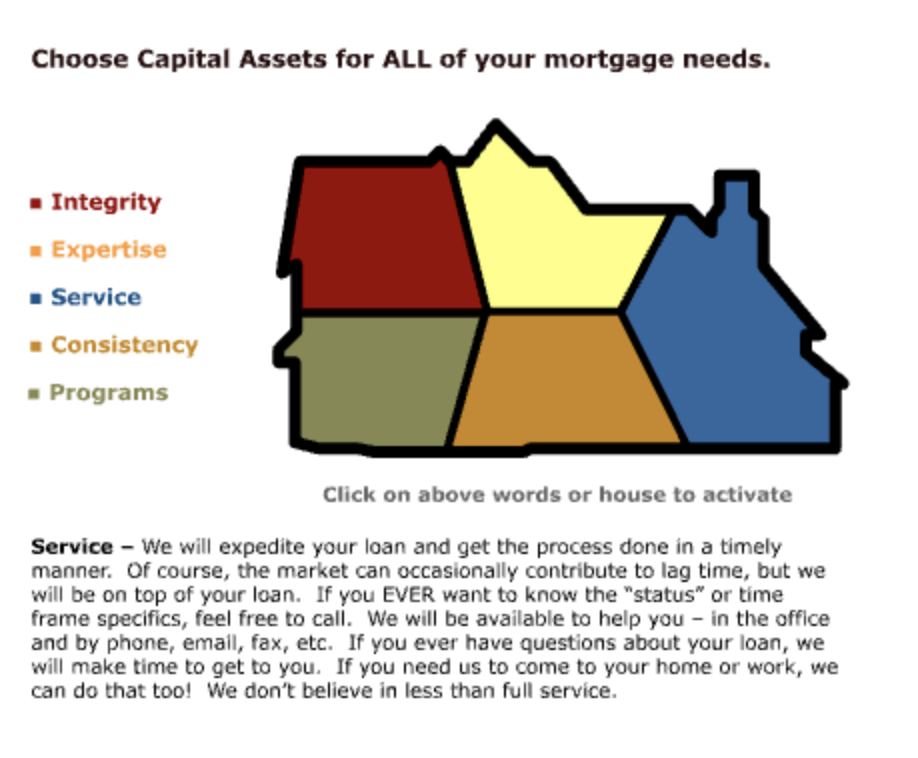 Choose Capital Assets for ALL of your mortgage needs.
Integrity
Expertise
Service
Consistency
Programs
Click on above words or house to activate
Service – We will expedite your loan and get the process done in a timely
manner.  Of course, the market can occasionally contribute to lag time, but we
will be on top of your loan.  If you EVER want to know the “status” or time
frame specifics, feel free to call.  We will be available to help you – in the office
and by phone, email, fax, etc.  If you ever have questions about your loan, we
will make time to get to you.  If you need us to come to your home or work, we
can do that too!  We don’t believe in less than full service.